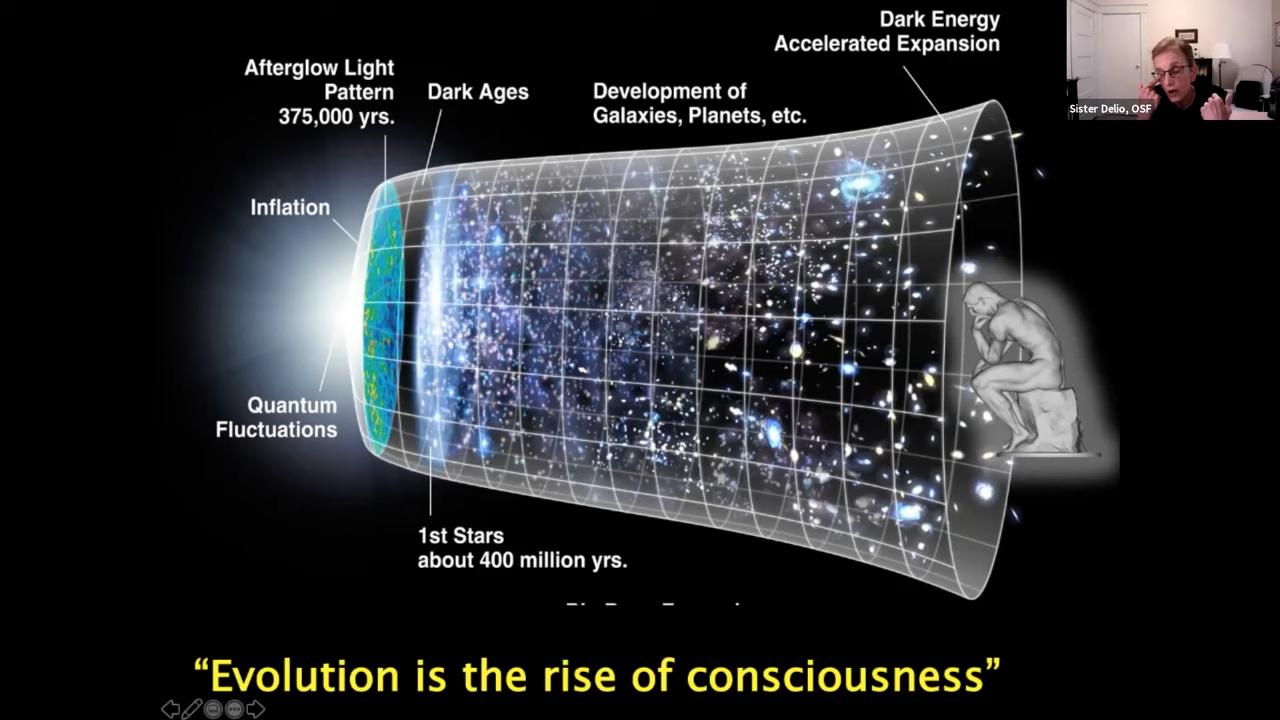 Dark Energy
Accelerated Expansion
Sister Delio, OSF
Afterglow Light
Pattern
375,000 yrs.
Dark Ages
Development of
Galaxies, Planets, etc.
Inflation
Quantum
Fluctuations
1st Stars
about 400 million yrs.
“Evolution is the rise of consciousness”